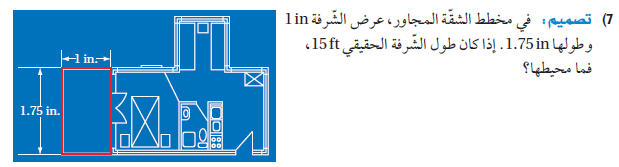 (7 تصميم: في مخطط الشقّة المجاور، عرض الشّرفة 1 in
وطولها 1.75 in. إذا كان طول الشّرفة الحقيقي 15 ft،
فما محيطها؟
1 in.
1.75 in.